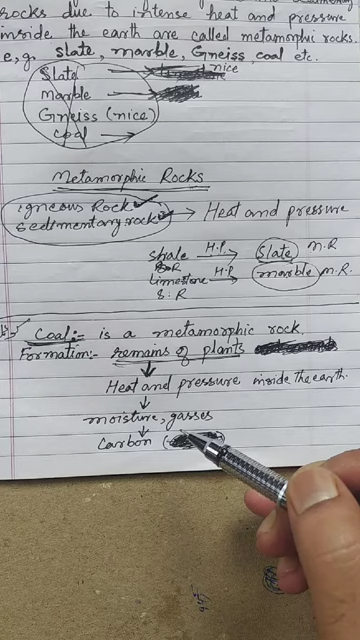 rocks due to intense heat and pressure
inside the earth are called metamorphic rocks.
e,g. slate, marble, Gneiss, coal etc.
Slate → nice
Marble →
Gneiss (nice)
coal →
Metamorphic Rocks
igneous Rock
sedimentary rock → Heat and pressure
shale H.P → Slate M.R
S.R
limestone H.P → marble M.R.
S.R
Coal:- is a metamorphic rock.
Formation:- remains of plants
↓
Heat and pressure inside the earth.
↓
moisture, gasses
↓
Carbon (